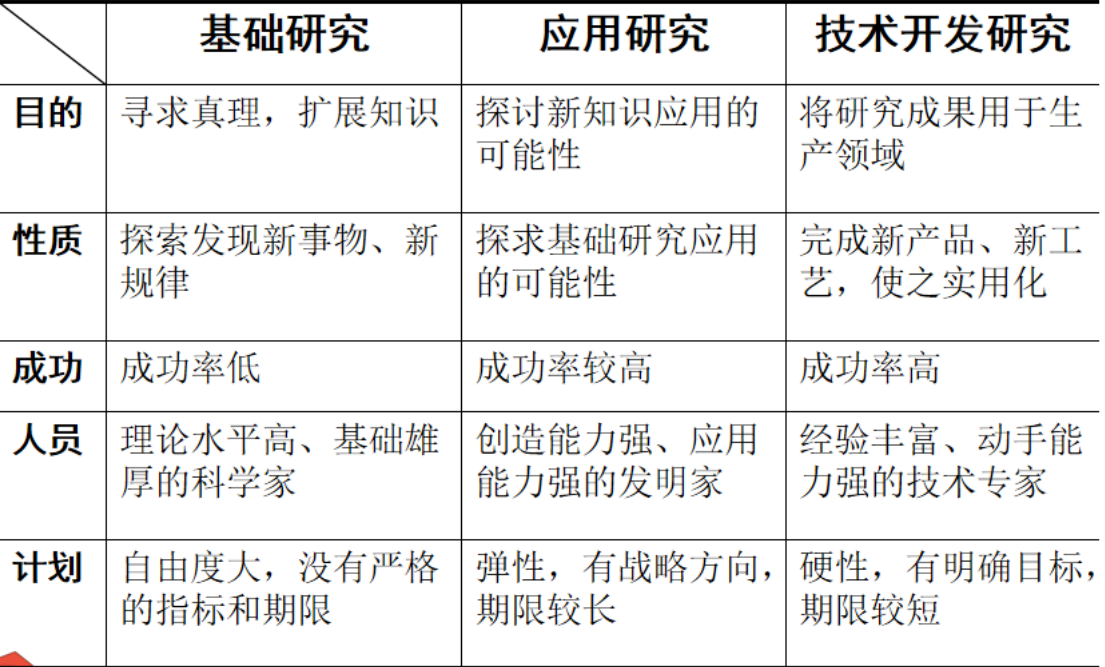 基础研究 应用研究 技术开发研究
目的 寻求真理，扩展知识 探讨新知识应用的 将研究成果用于生
可能性 产领域
性质 探索发现新事物、新 探求基础研究应用 完成新产品、新工
规律 的可能性 艺，使之实用化
成功 成功率低 成功率较高 成功率高
人员 理论水平高、基础雄 创造能力强、应用 经验丰富、动手能
厚的科学家 能力强的发明家 力强的技术专家
计划 自由度大，没有严格 弹性，有战略方向， 硬性，有明确目标，
的指标和期限 期限较长 期限较短